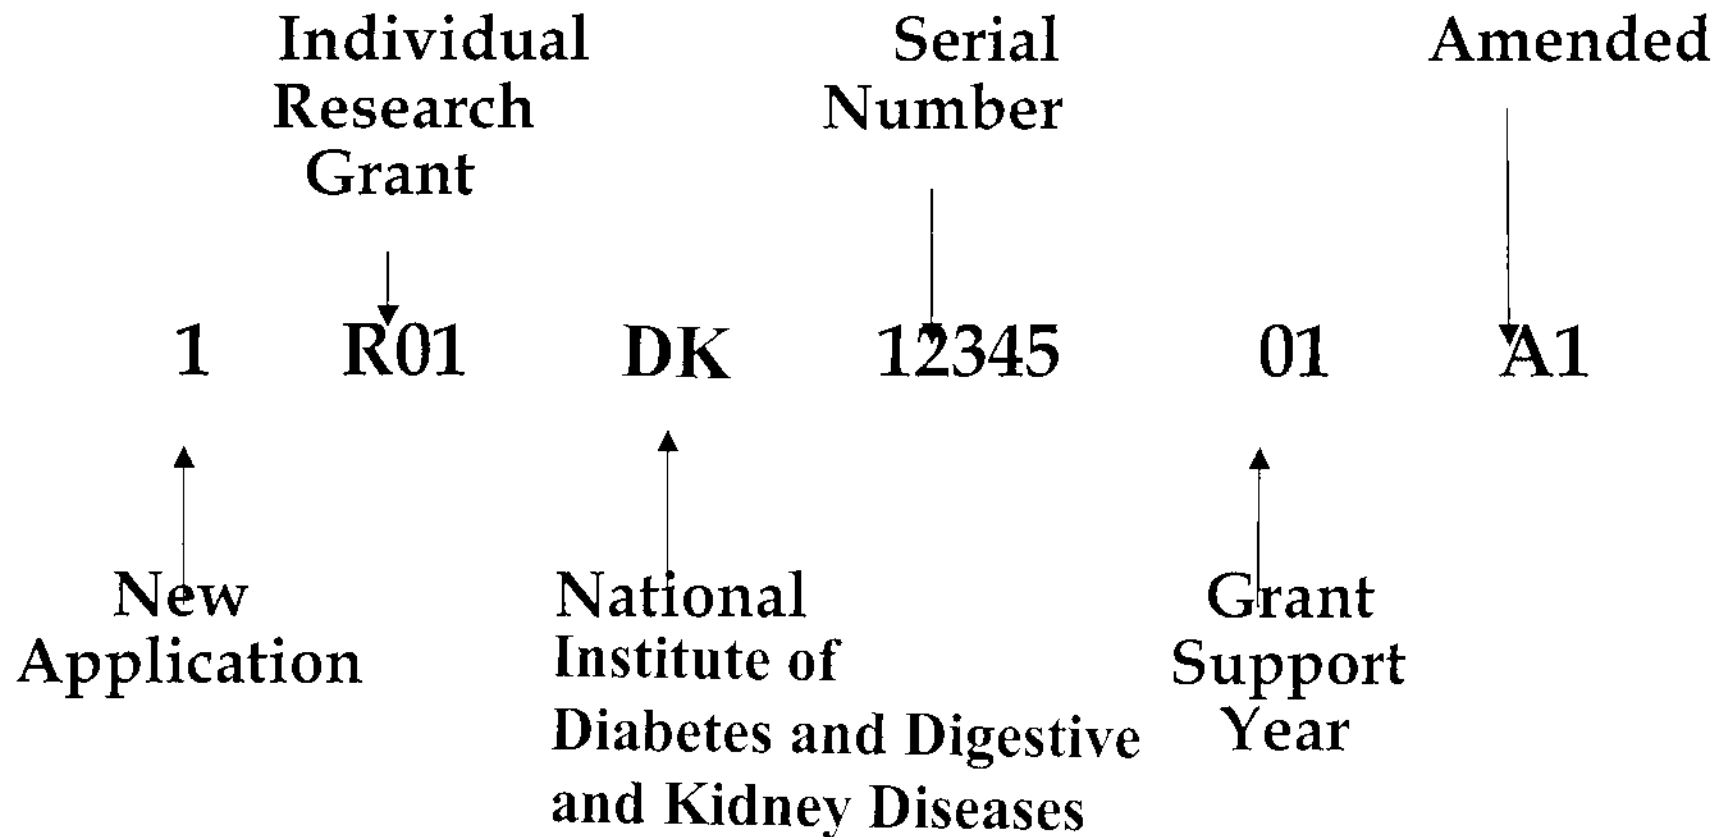 Individual
Research
Grant
Serial
Number
Amended
1 R01 DK 12345 01 A1
New
Application
National
Institute of
Diabetes and Digestive
and Kidney Diseases
Grant
Support
Year